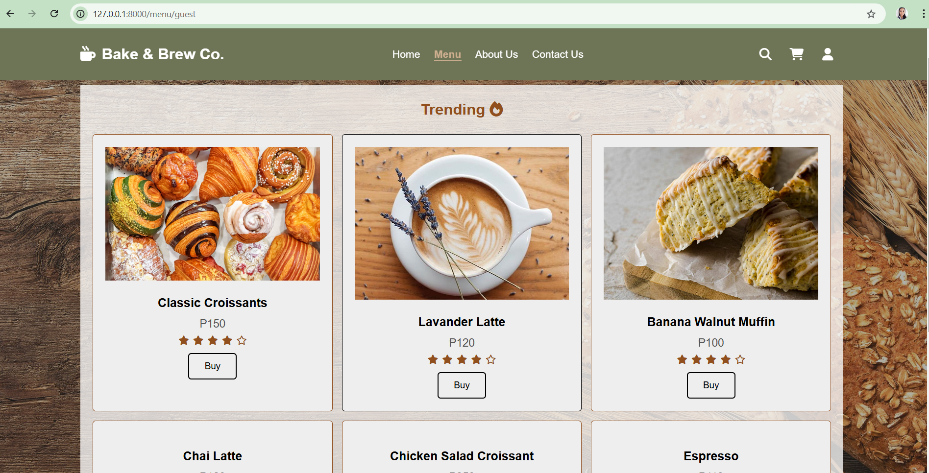 127.0.0.1:8000/menu/guest
Bake & Brew Co.
Home Menu About Us Contact Us
Trending
Classic Croissants
P150
Buy
Lavander Latte
P120
Buy
Banana Walnut Muffin
P100
Buy
Chai Latte
Chicken Salad Croissant
Espresso